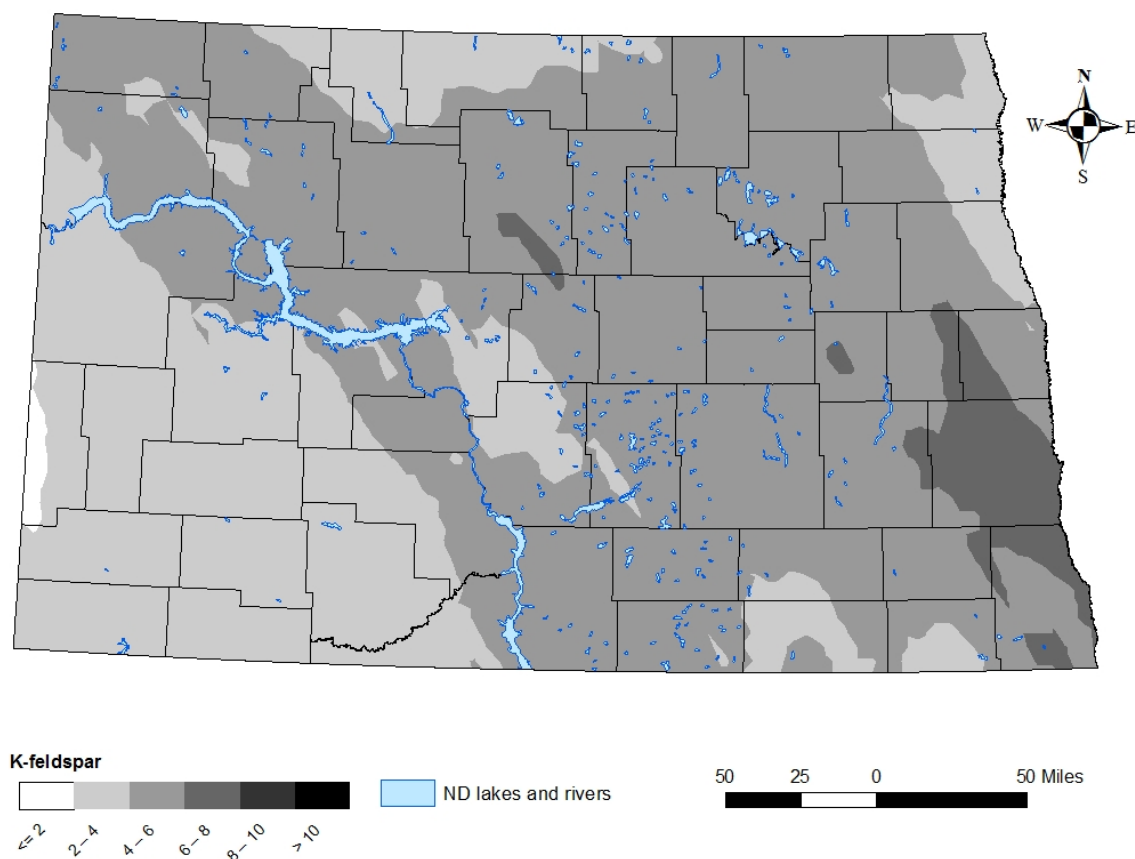 N
W E
S
K-feldspar
<= 2
2 – 4
4 – 6
6 – 8
8 – 10
> 10
ND lakes and rivers
50 25 0 50 Miles